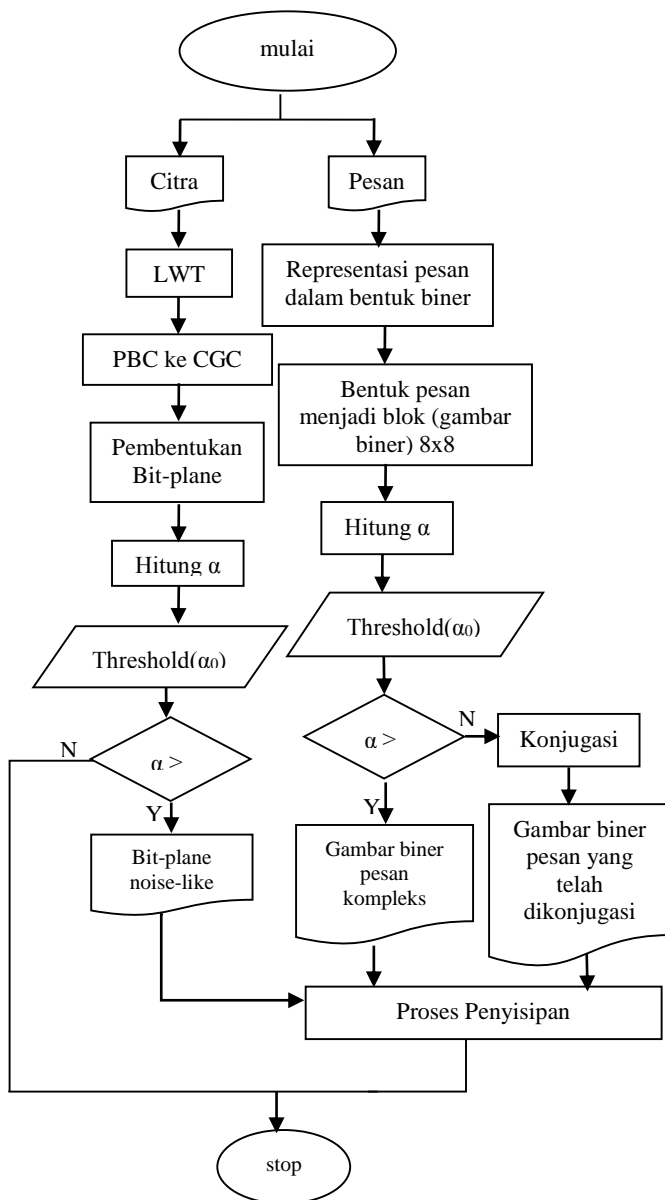 mulai
Citra
Pesan
LWT
Representasi pesan
dalam bentuk biner
PBC ke CGC
Bentuk pesan
menjadi blok (gambar
biner) 8x8
Pembentukan
Bit-plane
Hitung α
Hitung α
Threshold(α₀)
Threshold(α₀)
N
α >
Y
α >
N
Y
Konjugasi
Bit-plane
noise-like
Gambar biner
pesan
kompleks
Gambar biner
pesan yang
telah
dikonjugasi
Proses Penyisipan
stop